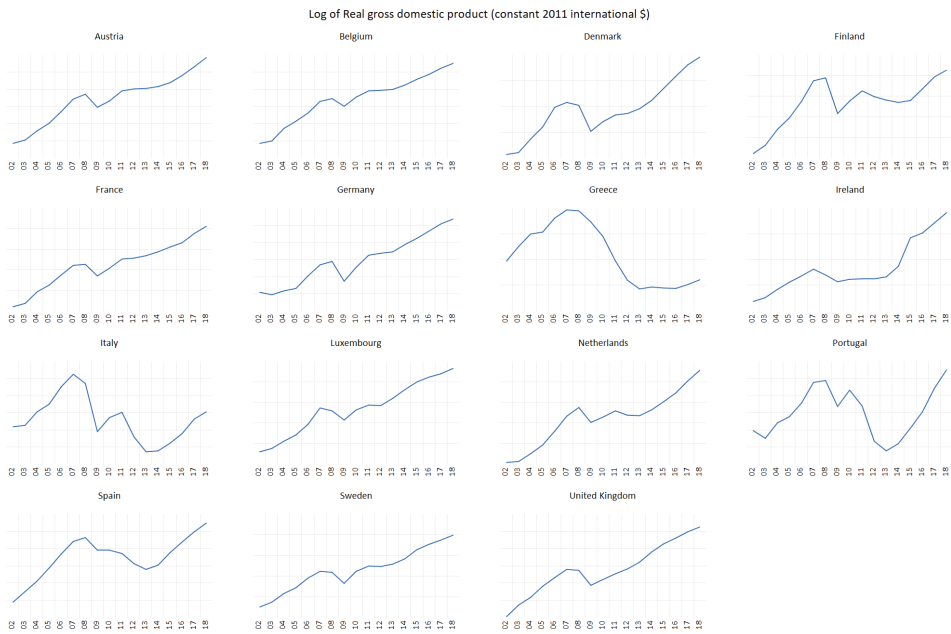 Log of Real gross domestic product (constant 2011 international $)
Austria Belgium Denmark Finland
02 03 04 05 06 07 08 09 10 11 12 13 14 15 16 17 18 02 03 04 05 06 07 08 09 10 11 12 13 14 15 16 17 18 02 03 04 05 06 07 08 09 10 11 12 13 14 15 16 17 18 02 03 04 05 06 07 08 09 10 11 12 13 14 15 16 17 18
France Germany Greece Ireland
02 03 04 05 06 07 08 09 10 11 12 13 14 15 16 17 18 02 03 04 05 06 07 08 09 10 11 12 13 14 15 16 17 18 02 03 04 05 06 07 08 09 10 11 12 13 14 15 16 17 18 02 03 04 05 06 07 08 09 10 11 12 13 14 15 16 17 18
Italy Luxembourg Netherlands Portugal
02 03 04 05 06 07 08 09 10 11 12 13 14 15 16 17 18 02 03 04 05 06 07 08 09 10 11 12 13 14 15 16 17 18 02 03 04 05 06 07 08 09 10 11 12 13 14 15 16 17 18 02 03 04 05 06 07 08 09 10 11 12 13 14 15 16 17 18
Spain Sweden United Kingdom
02 03 04 05 06 07 08 09 10 11 12 13 14 15 16 17 18 02 03 04 05 06 07 08 09 10 11 12 13 14 15 16 17 18 02 03 04 05 06 07 08 09 10 11 12 13 14 15 16 17 18